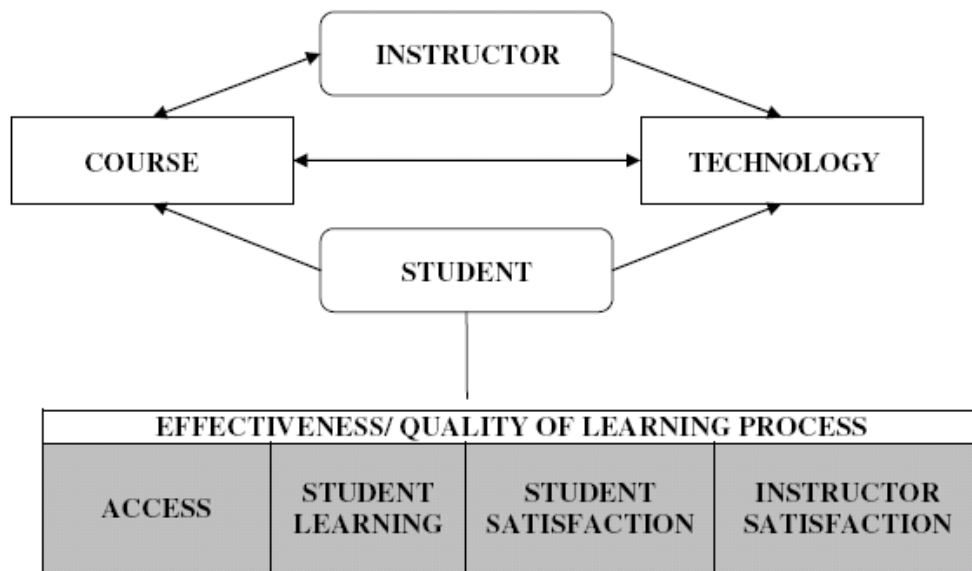 INSTRUCTOR
COURSE
TECHNOLOGY
STUDENT
EFFECTIVENESS/ QUALITY OF LEARNING PROCESS
ACCESS
STUDENT
LEARNING
STUDENT
SATISFACTION
INSTRUCTOR
SATISFACTION